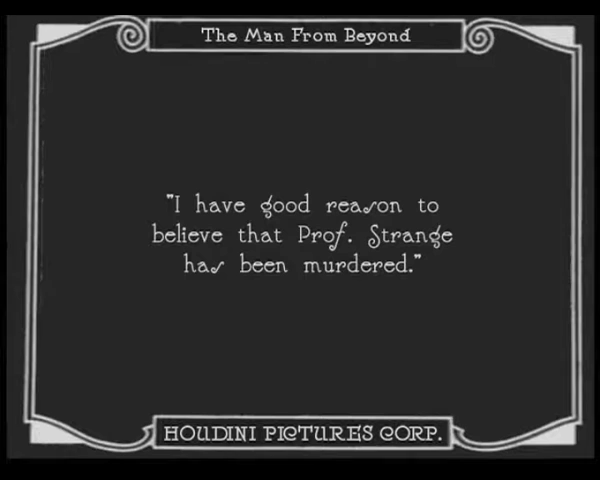 The Man From Beyond
"I have good reason to
believe that Prof. Strange
has been murdered."
HOUDINI PICTURES CORP.